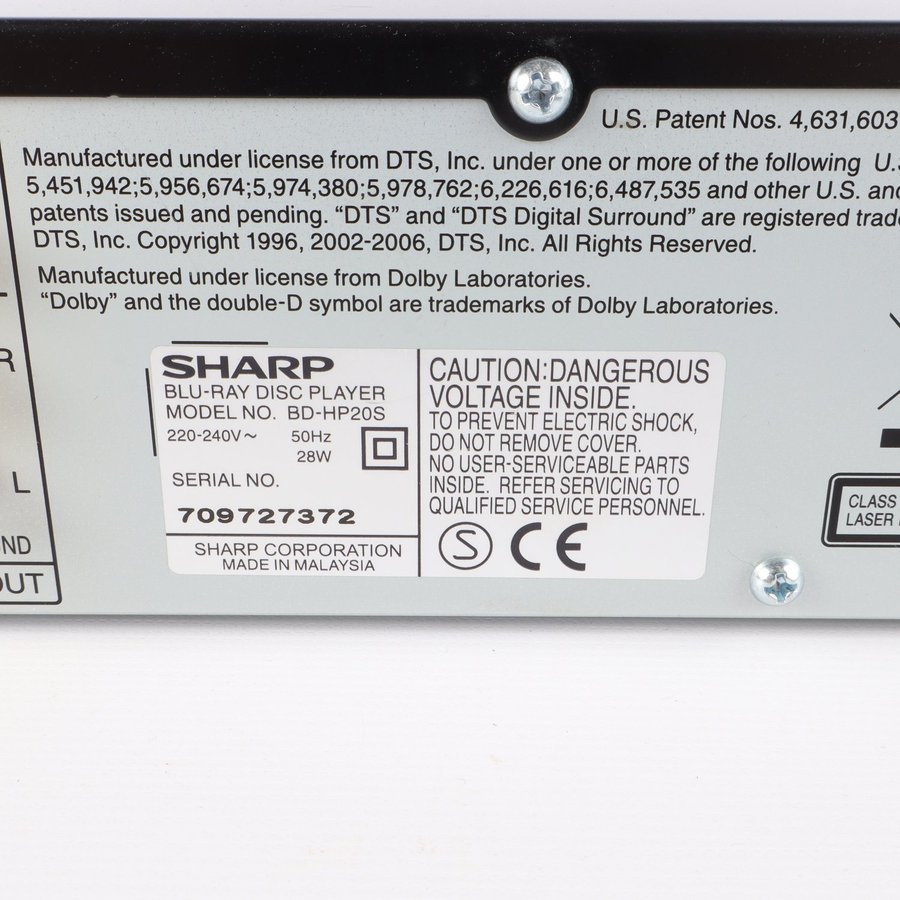 U.S. Patent Nos. 4,631,603
Manufactured under license from DTS, Inc. under one or more of the following U.S
5,451,942;5,956,674;5,974,380;5,978,762;6,226,616;6,487,535 and other U.S. and
patents issued and pending. “DTS” and “DTS Digital Surround” are registered trade
DTS, Inc. Copyright 1996, 2002-2006, DTS, Inc. All Rights Reserved.
Manufactured under license from Dolby Laboratories.
“Dolby” and the double-D symbol are trademarks of Dolby Laboratories.
R
L
ND
OUT
SHARP
BLU-RAY DISC PLAYER
MODEL NO. BD-HP20S
220-240V~ 50Hz
28W
SERIAL NO.
709727372
SHARP CORPORATION
MADE IN MALAYSIA
CAUTION:DANGEROUS
VOLTAGE INSIDE.
TO PREVENT ELECTRIC SHOCK,
DO NOT REMOVE COVER.
NO USER-SERVICEABLE PARTS
INSIDE. REFER SERVICING TO
QUALIFIED SERVICE PERSONNEL.
S CE
CLASS
LASER